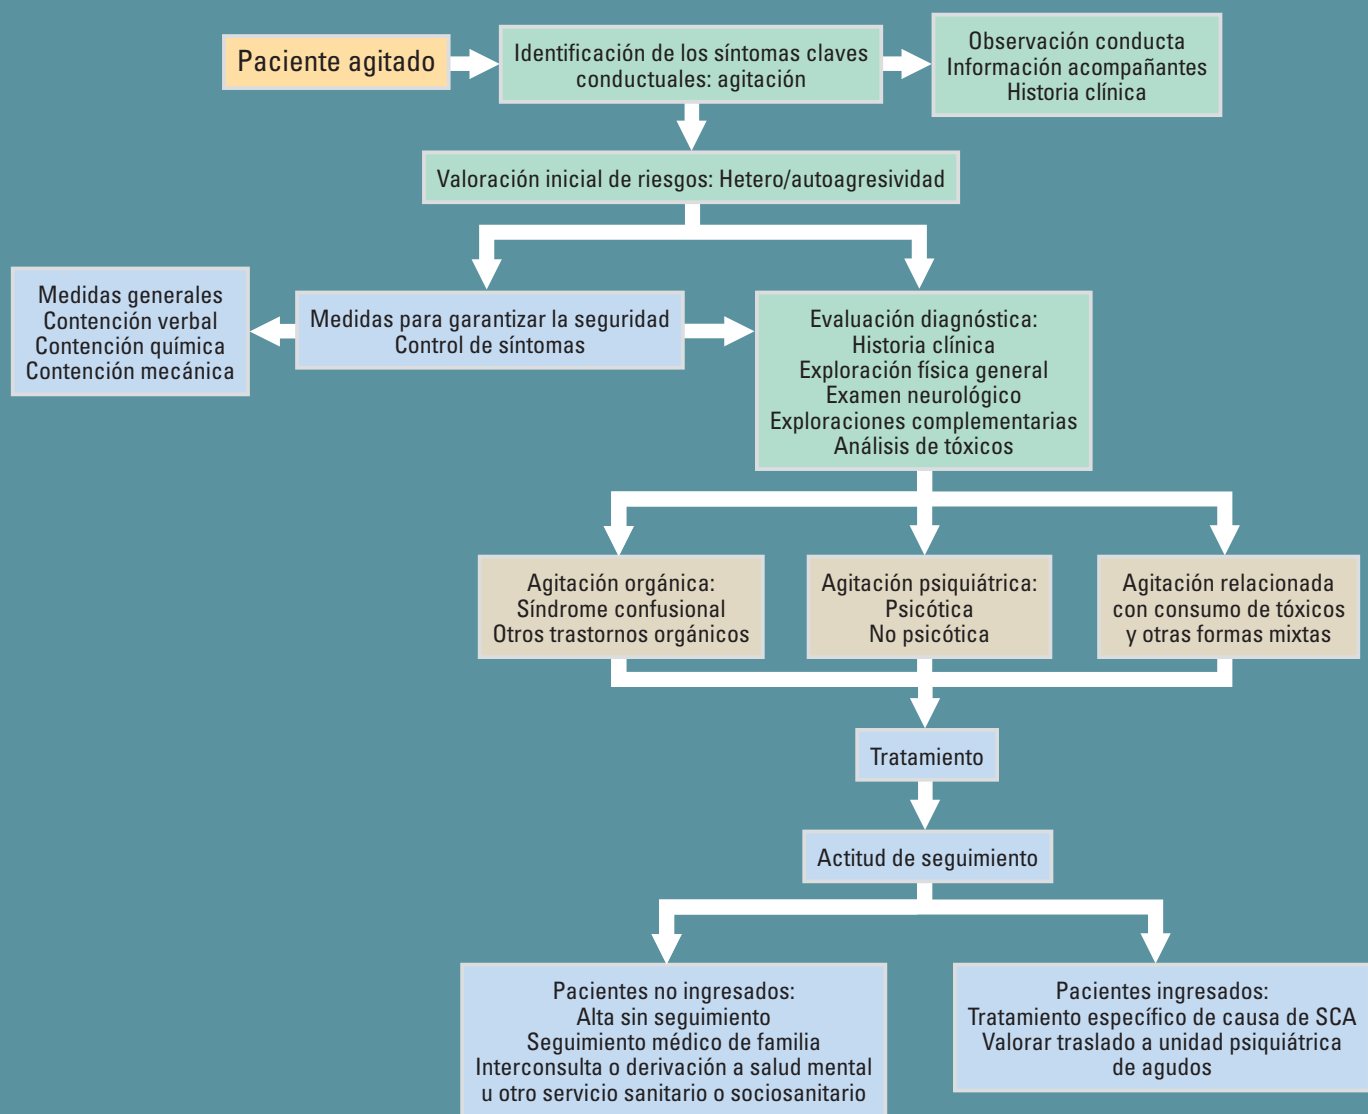 Paciente agitado
Identificación de los síntomas claves
conductuales: agitación
Observación conducta
Información acompañantes
Historia clínica
Valoración inicial de riesgos: Hetero/autoagresividad
Medidas generales
Contención verbal
Contención química
Contención mecánica
Medidas para garantizar la seguridad
Control de síntomas
Evaluación diagnóstica:
Historia clínica
Exploración física general
Examen neurológico
Exploraciones complementarias
Análisis de tóxicos
Agitación orgánica:
Síndrome confusional
Otros trastornos orgánicos
Agitación psiquiátrica:
Psicótica
No psicótica
Agitación relacionada
con consumo de tóxicos
y otras formas mixtas
Tratamiento
Actitud de seguimiento
Pacientes no ingresados:
Alta sin seguimiento
Seguimiento médico de familia
Interconsulta o derivación a salud mental
u otro servicio sanitario o sociosanitario
Pacientes ingresados:
Tratamiento específico de causa de SCA
Valorar traslado a unidad psiquiátrica
de agudos